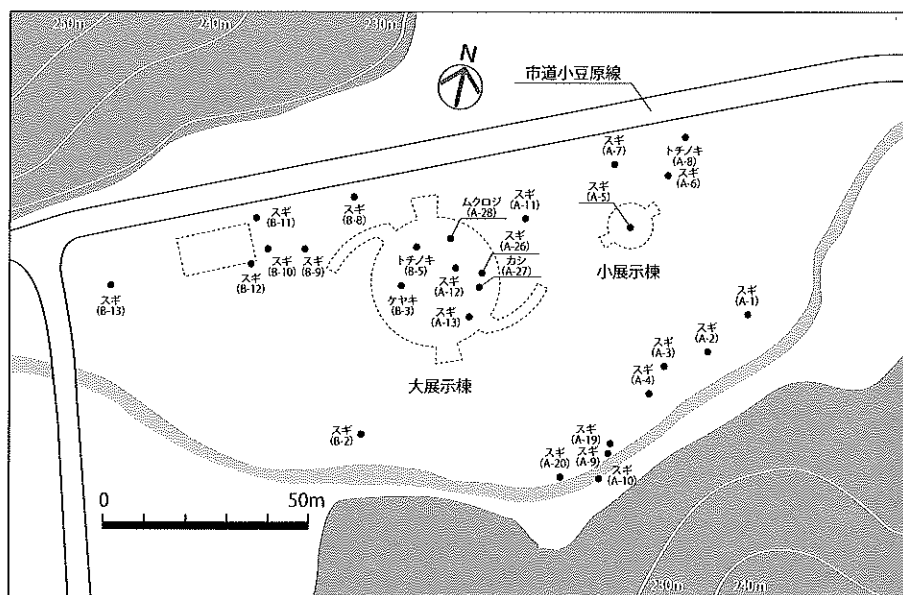 250m
240m
230m
N
市道小豆原線
スギ
(A-7)
トチノキ
(A-8)
スギ
(A-6)
スギ
(A-5)
小展示棟
スギ
(B-8)
ムクロジ
(A-28)
スギ
(A-11)
スギ
(A-26)
カシ
(A-27)
スギ
(B-11)
スギ
(B-10)
スギ
(B-9)
スギ
(B-12)
スギ
(B-13)
トチノキ
(B-5)
スギ
(A-12)
ケヤキ
(B-3)
スギ
(A-13)
大展示棟
スギ
(A-1)
スギ
(A-2)
スギ
(A-3)
スギ
(A-4)
スギ
(B-2)
スギ
(A-19)
スギ
(A-9)
スギ
(A-20)
スギ
(A-10)
0
50m
230m
240m